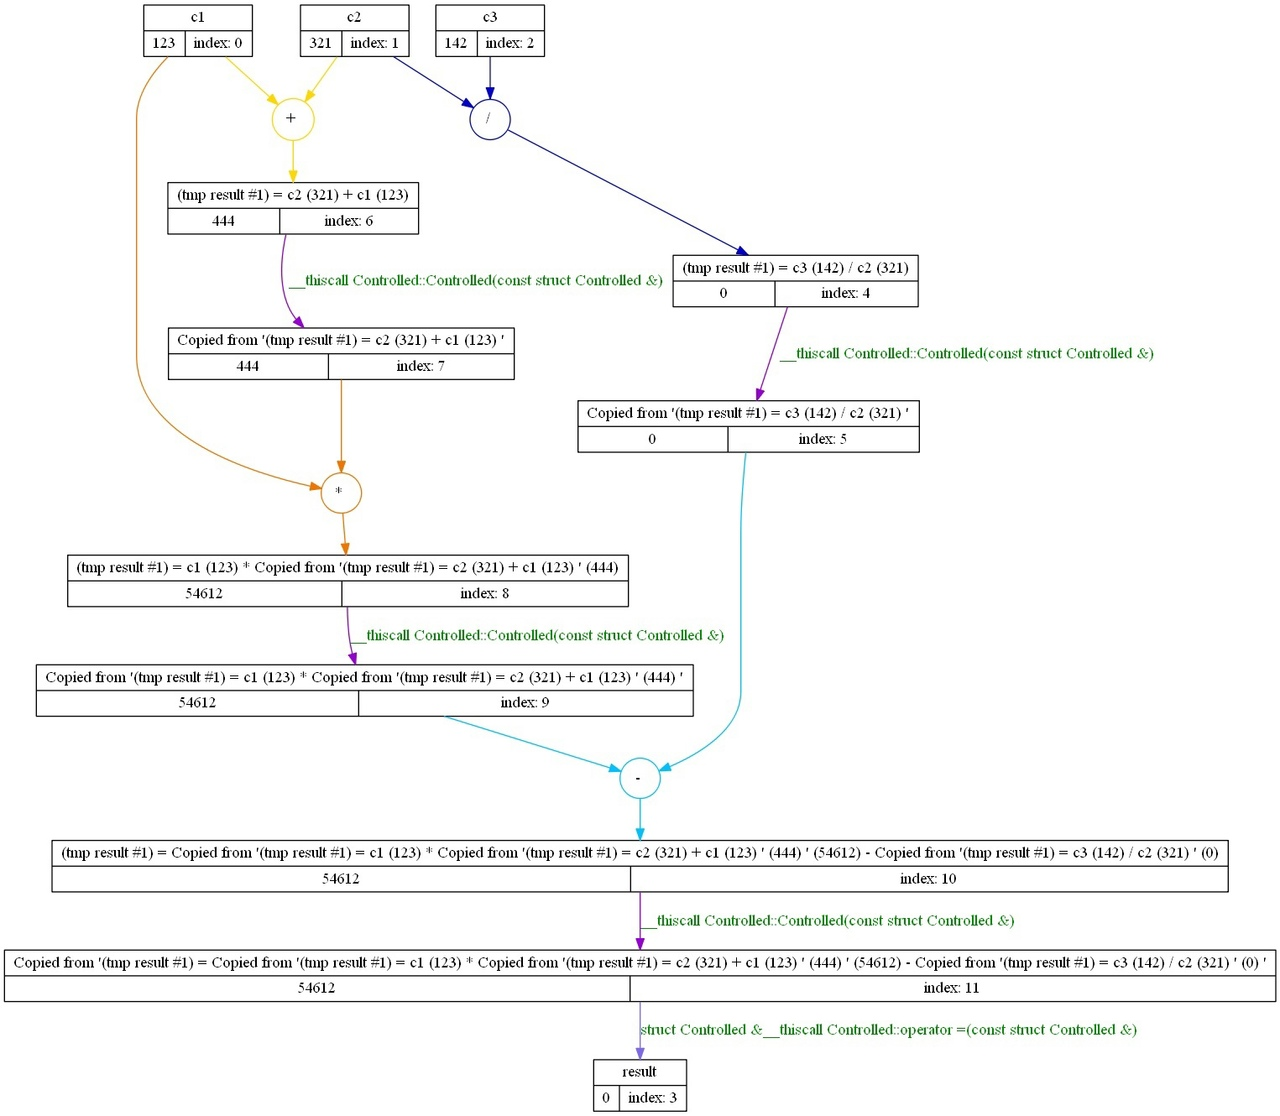 c1
123 index: 0
c2
321 index: 1
c3
142 index: 2
+
/
(tmp result #1) = c2 (321) + c1 (123)
444 index: 6
(tmp result #1) = c3 (142) / c2 (321)
0 index: 4
__thiscall Controlled::Controlled(const struct Controlled &)
Copied from '(tmp result #1) = c2 (321) + c1 (123) '
444 index: 7
__thiscall Controlled::Controlled(const struct Controlled &)
Copied from '(tmp result #1) = c3 (142) / c2 (321) '
0 index: 5
*
(tmp result #1) = c1 (123) * Copied from '(tmp result #1) = c2 (321) + c1 (123) ' (444)
54612 index: 8
__thiscall Controlled::Controlled(const struct Controlled &)
Copied from '(tmp result #1) = c1 (123) * Copied from '(tmp result #1) = c2 (321) + c1 (123) ' (444) '
54612 index: 9
-
(tmp result #1) = Copied from '(tmp result #1) = c1 (123) * Copied from '(tmp result #1) = c2 (321) + c1 (123) ' (444) ' (54612) - Copied from '(tmp result #1) = c3 (142) / c2 (321) ' (0)
54612 index: 10
__thiscall Controlled::Controlled(const struct Controlled &)
Copied from '(tmp result #1) = Copied from '(tmp result #1) = c1 (123) * Copied from '(tmp result #1) = c2 (321) + c1 (123) ' (444) ' (54612) - Copied from '(tmp result #1) = c3 (142) / c2 (321) ' (0) '
54612 index: 11
struct Controlled &__thiscall Controlled::operator =(const struct Controlled &)
result
0 index: 3